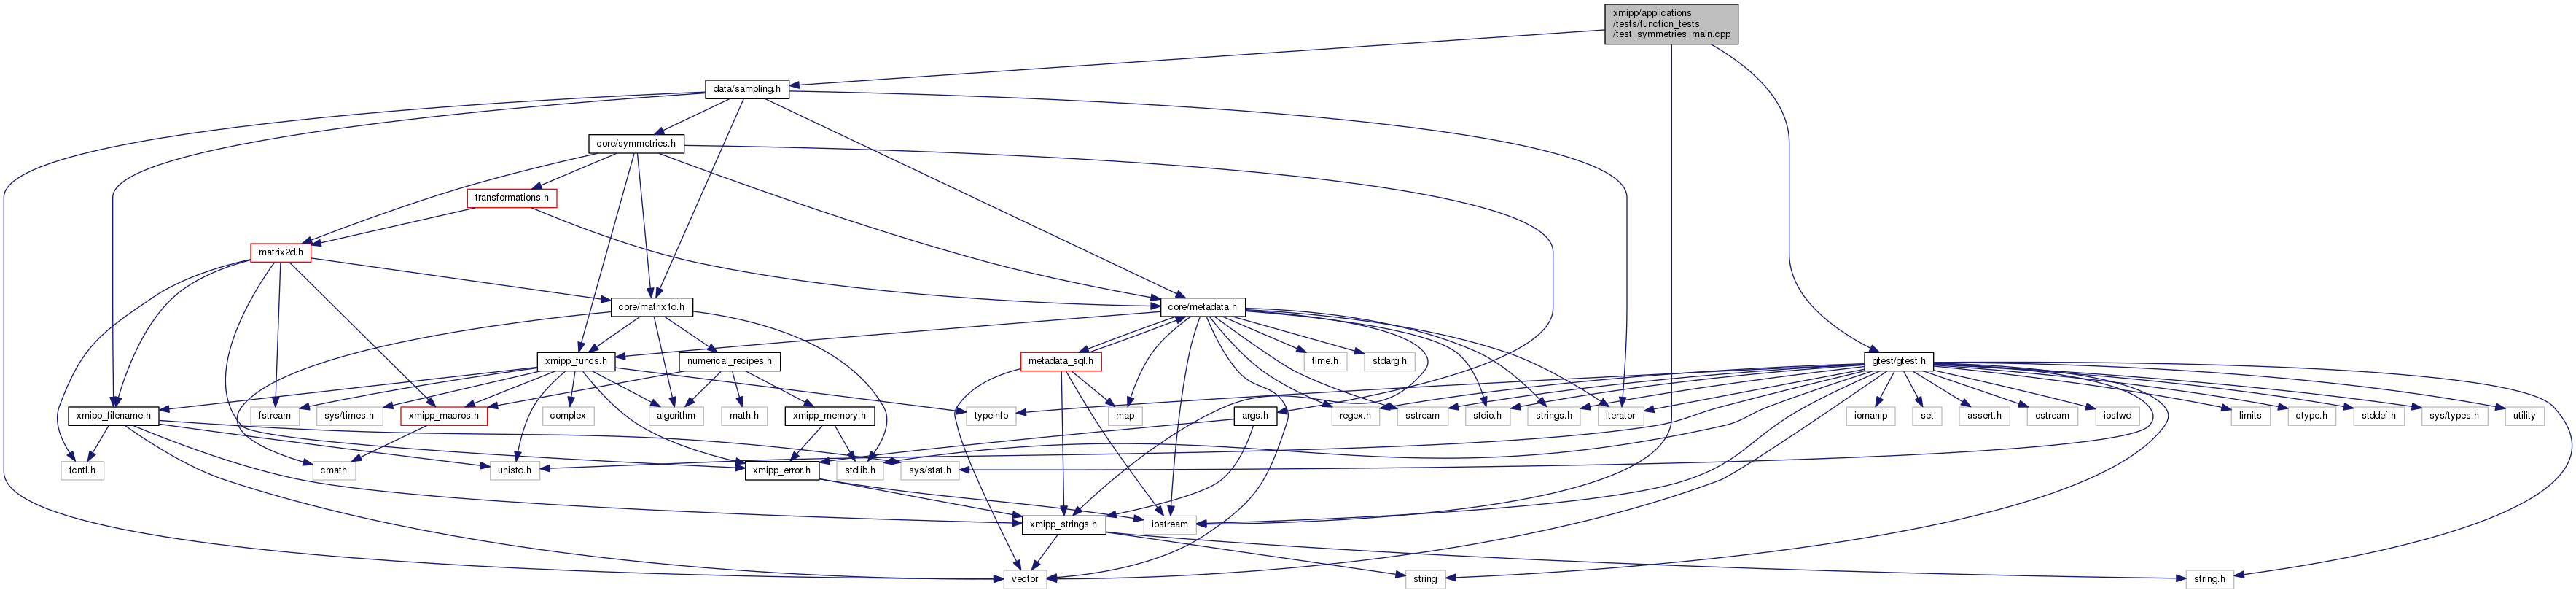 xmipp/applications
/tests/function_tests
/test_symmetries_main.cpp
data/sampling.h
core/symmetries.h
transformations.h
matrix2d.h
core/matrix1d.h
core/metadata.h
xmipp_funcs.h
numerical_recipes.h
metadata_sql.h
time.h
stdarg.h
gtest/gtest.h
xmipp_filename.h
fstream
sys/times.h
xmipp_macros.h
complex
algorithm
math.h
xmipp_memory.h
typeinfo
map
args.h
regex.h
sstream
stdio.h
strings.h
iterator
iomanip
set
assert.h
ostream
iosfwd
limits
ctype.h
stddef.h
sys/types.h
utility
fcntl.h
cmath
unistd.h
xmipp_error.h
stdlib.h
sys/stat.h
xmipp_strings.h
iostream
vector
string
string.h